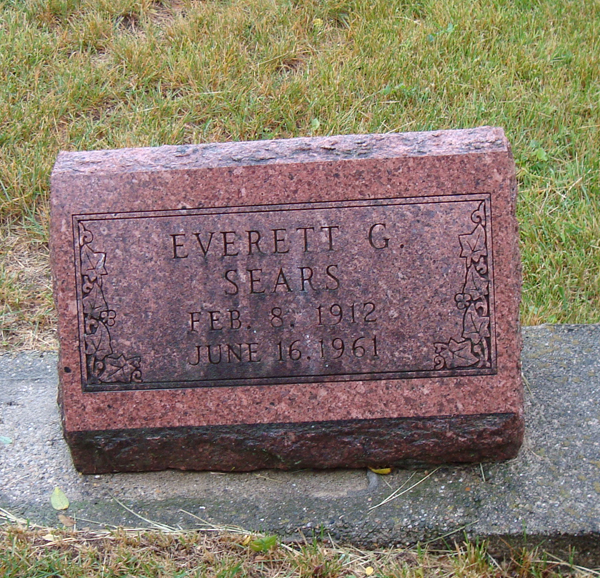 EVERETT G.
SEARS
FEB. 8. 1912
JUNE 16. 1961